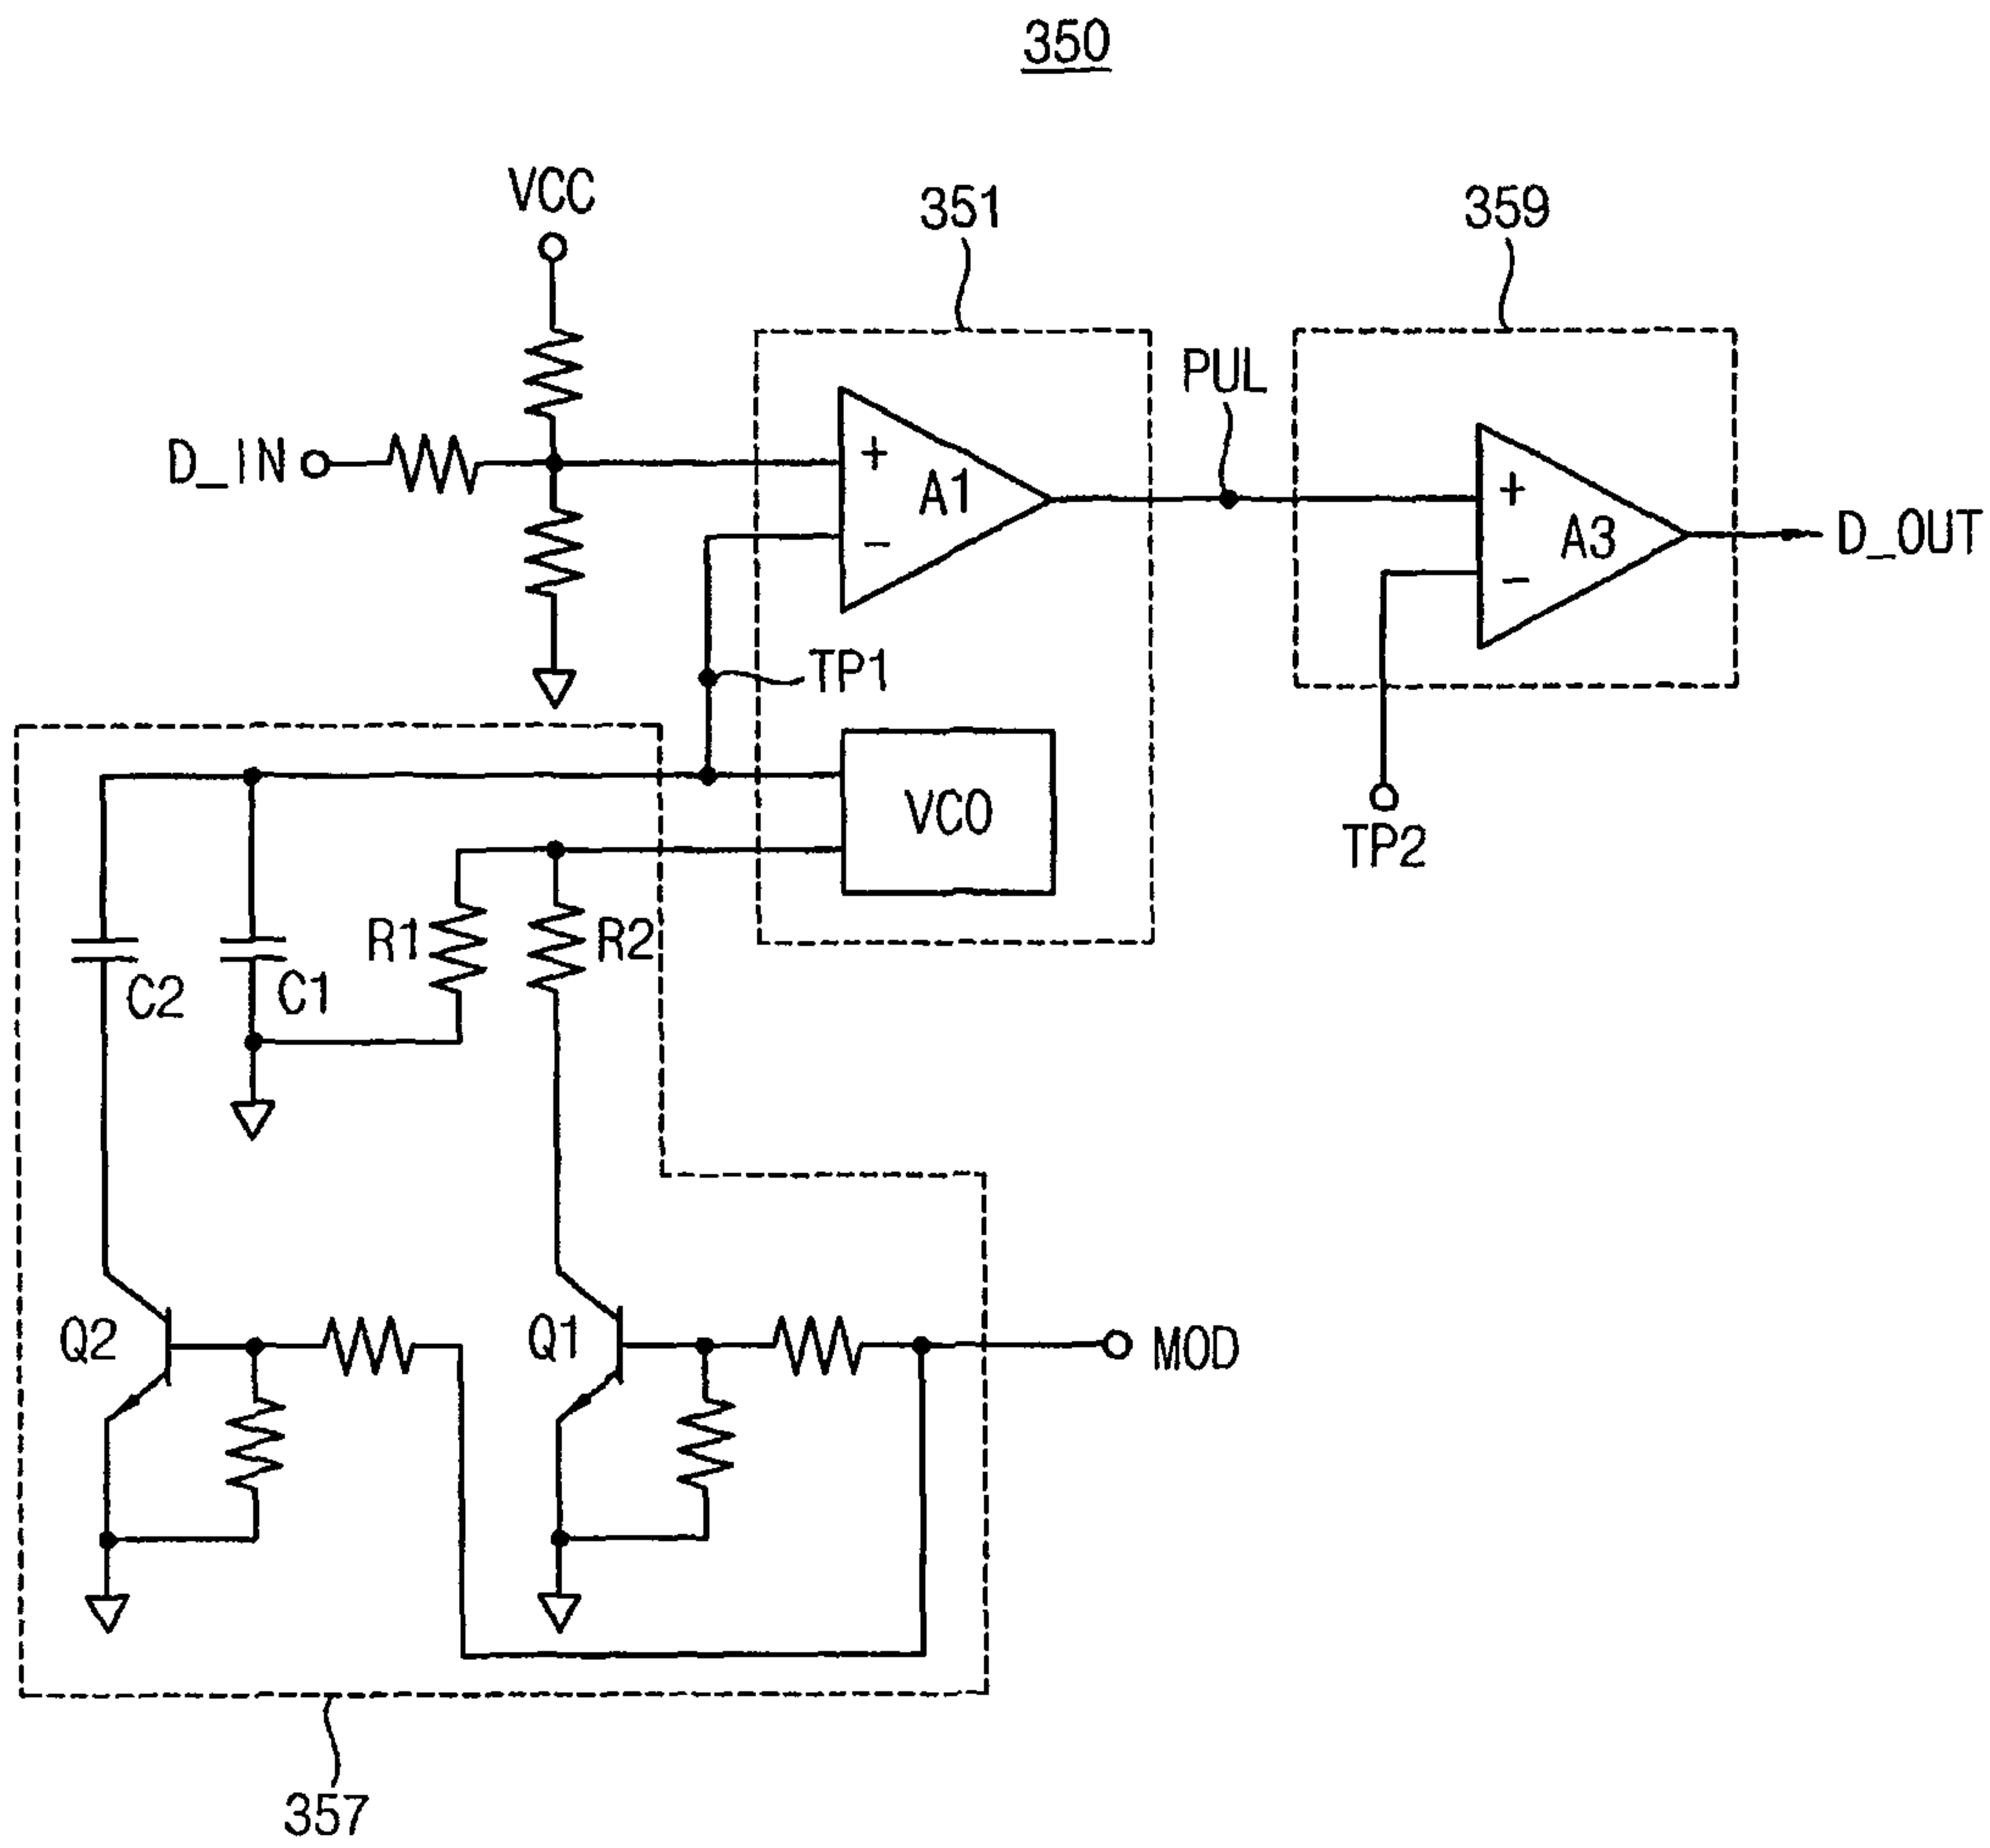 350
VCC
351
359
PUL
D_IN
+
A1
-
+
A3
-
D_OUT
TP1
VCO
TP2
R1
R2
C2
C1
Q2
Q1
MOD
357